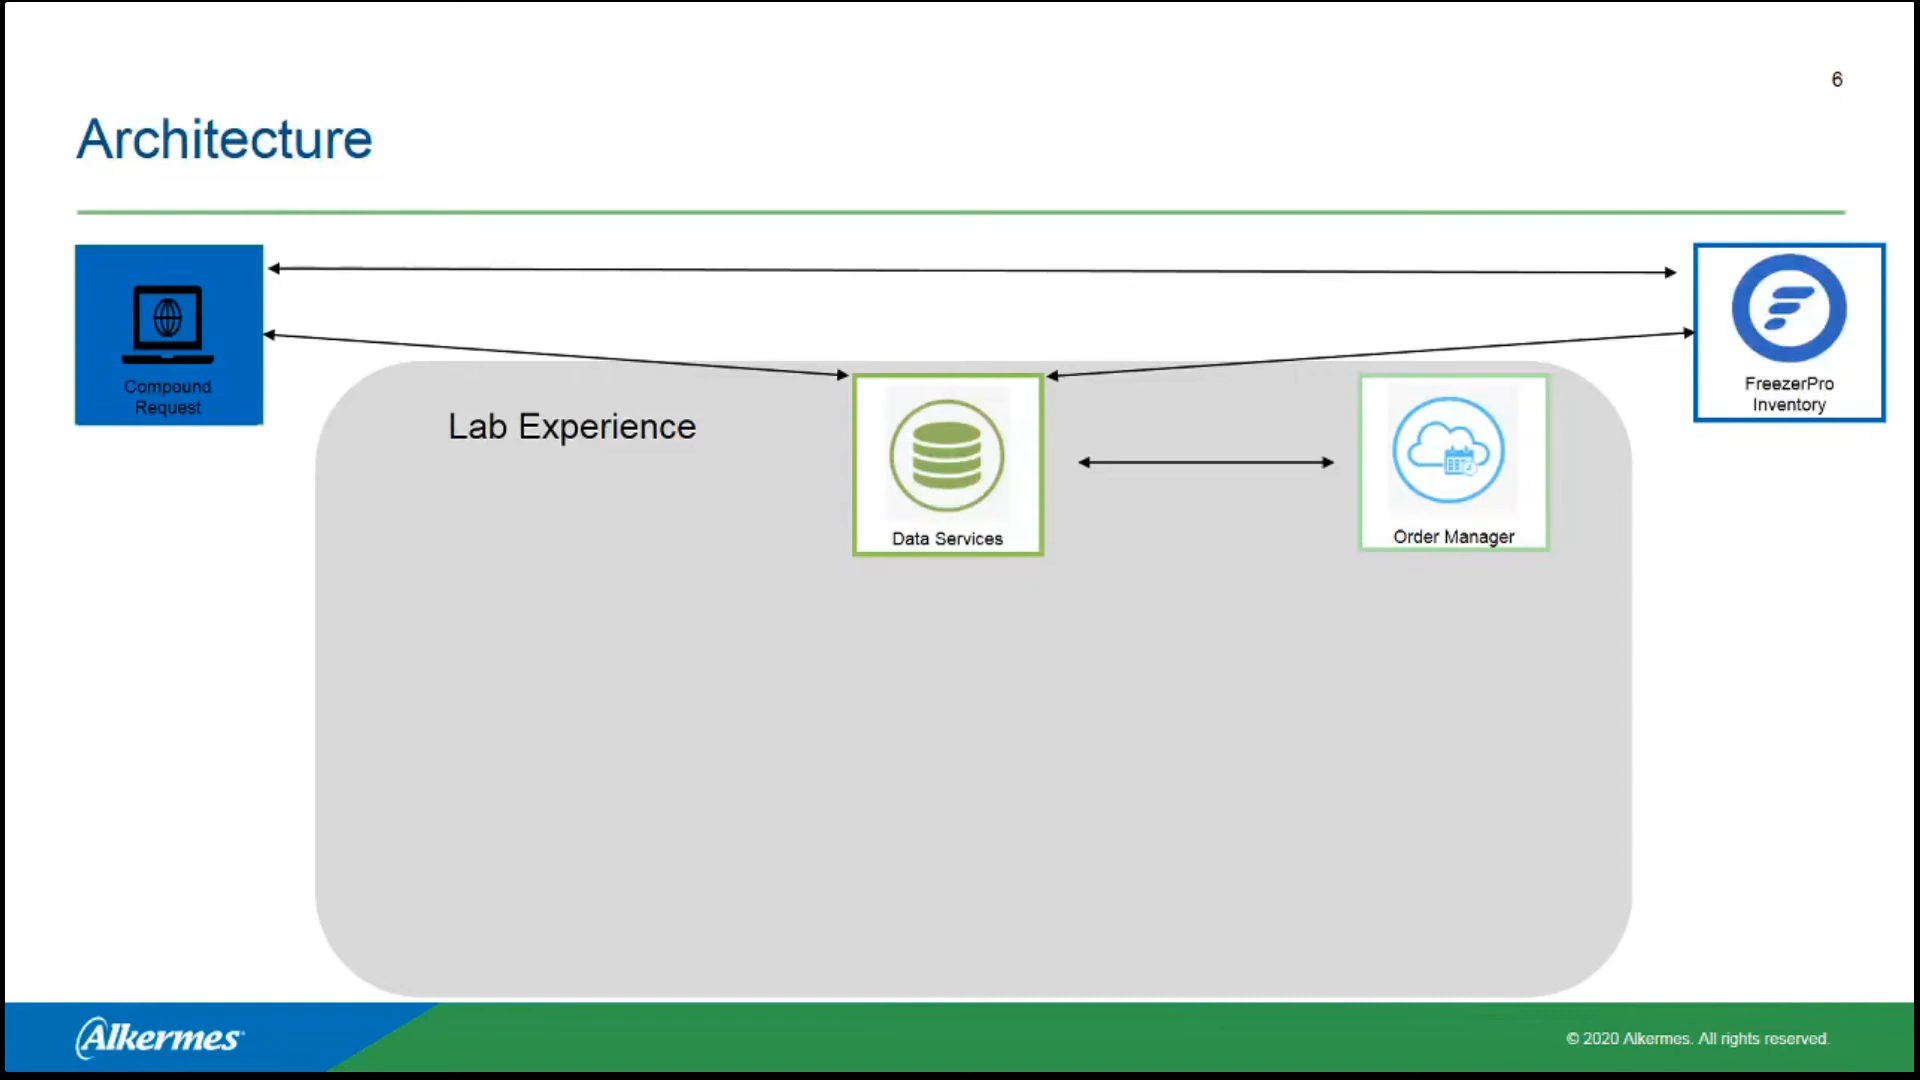 6
Architecture
Compound
Request
FreezerPro
Inventory
Lab Experience
Data Services
Order Manager
Alkermes
© 2020 Alkermes. All rights reserved.